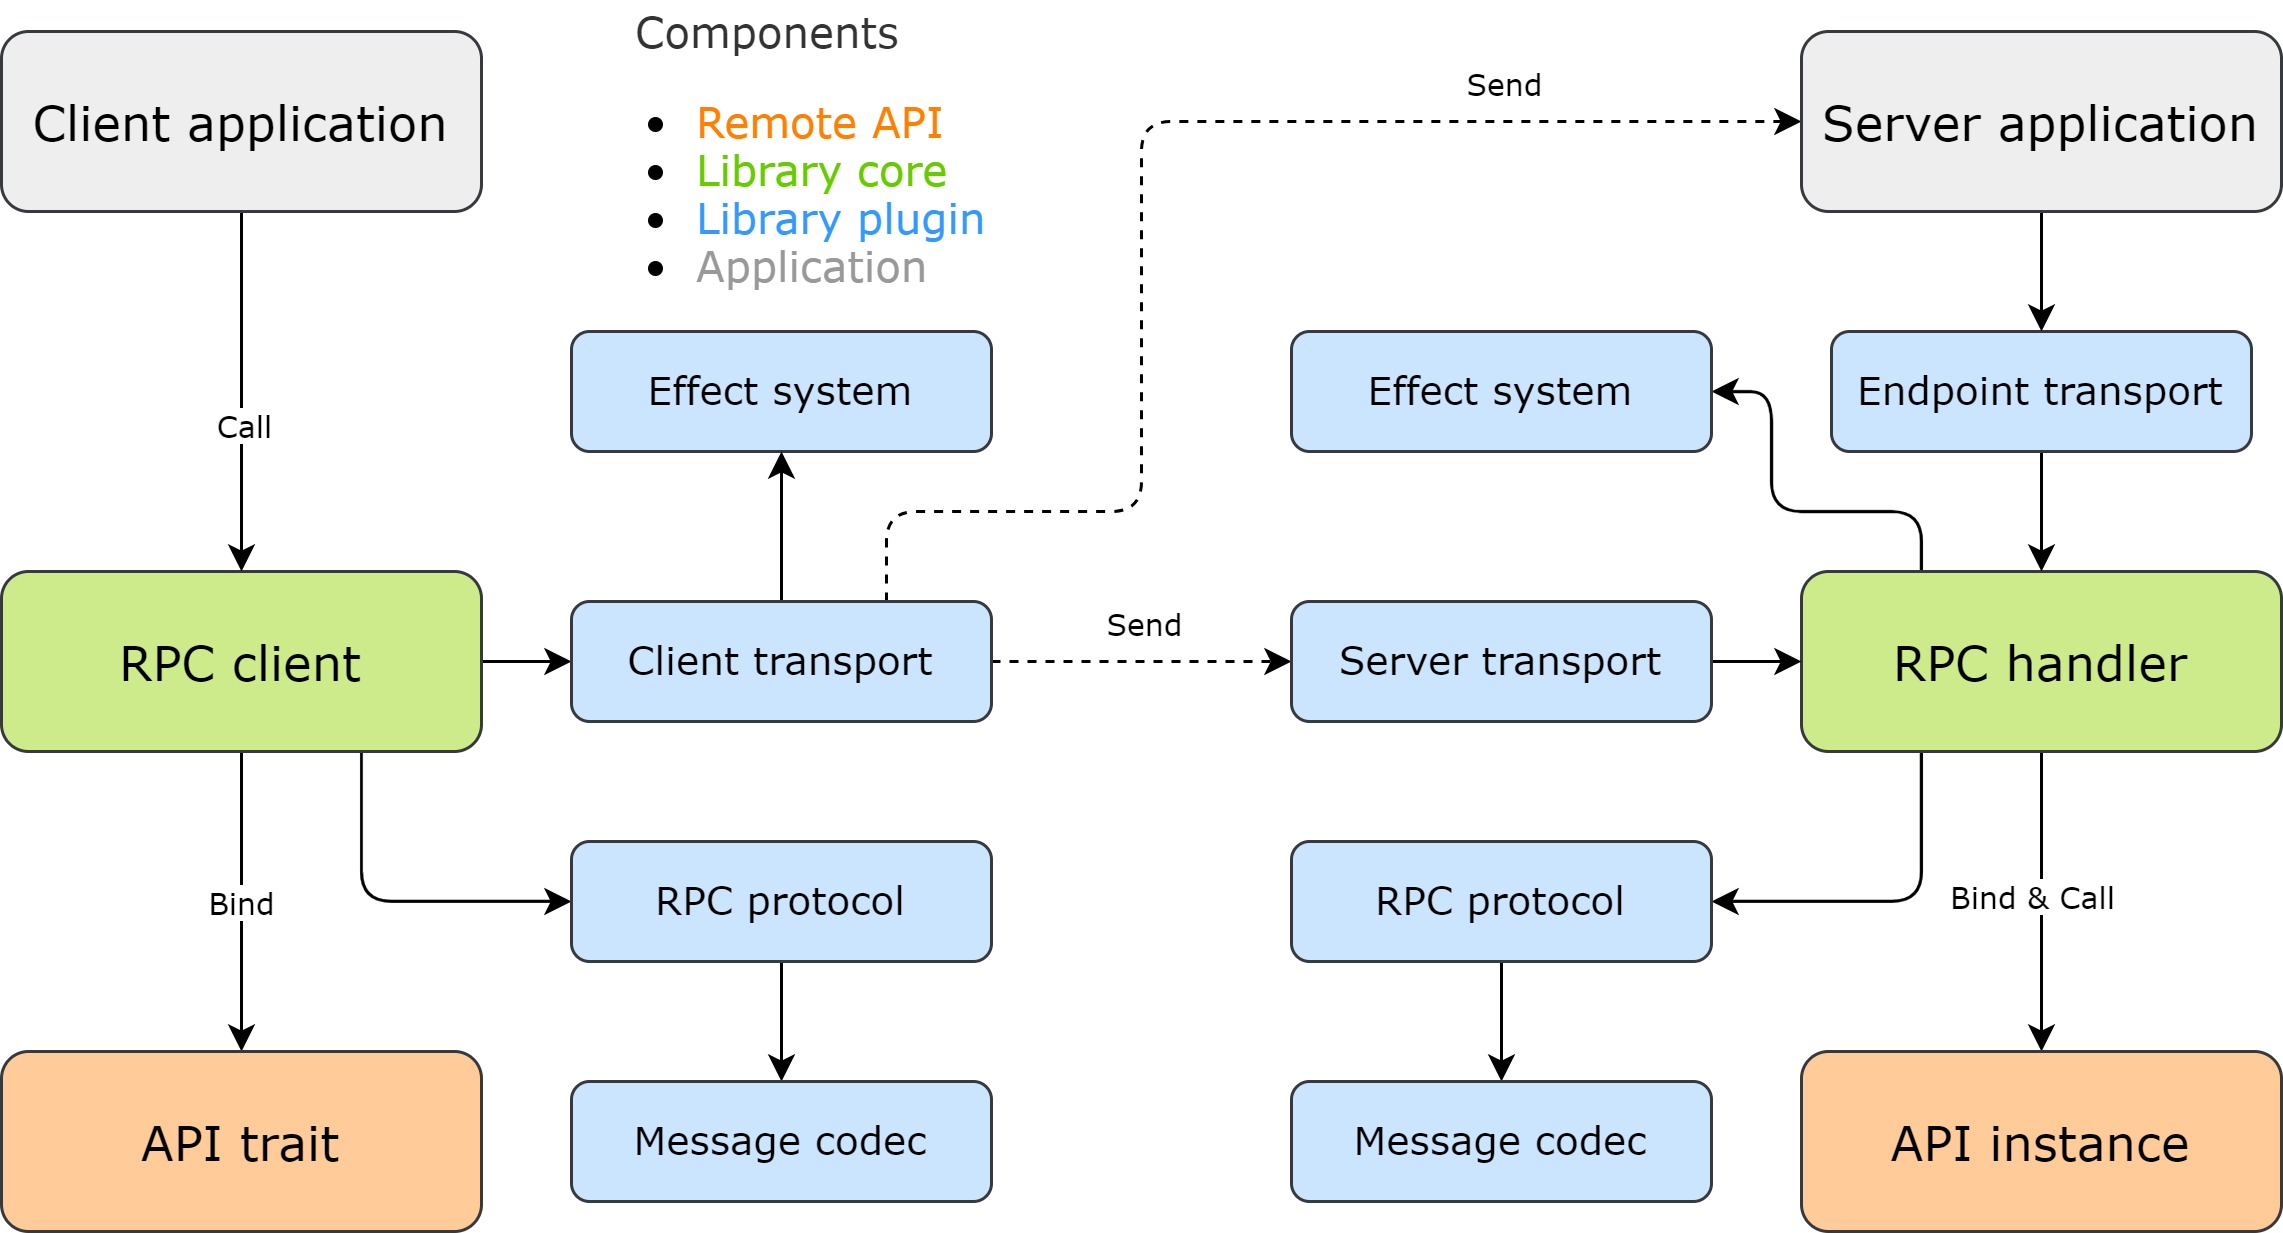 Components
Remote API
Library core
Library plugin
Application
Client application
Send
Server application
Call
Effect system
Effect system
Endpoint transport
RPC client
Client transport
Send
Server transport
RPC handler
Bind
RPC protocol
RPC protocol
Bind & Call
API trait
Message codec
Message codec
API instance